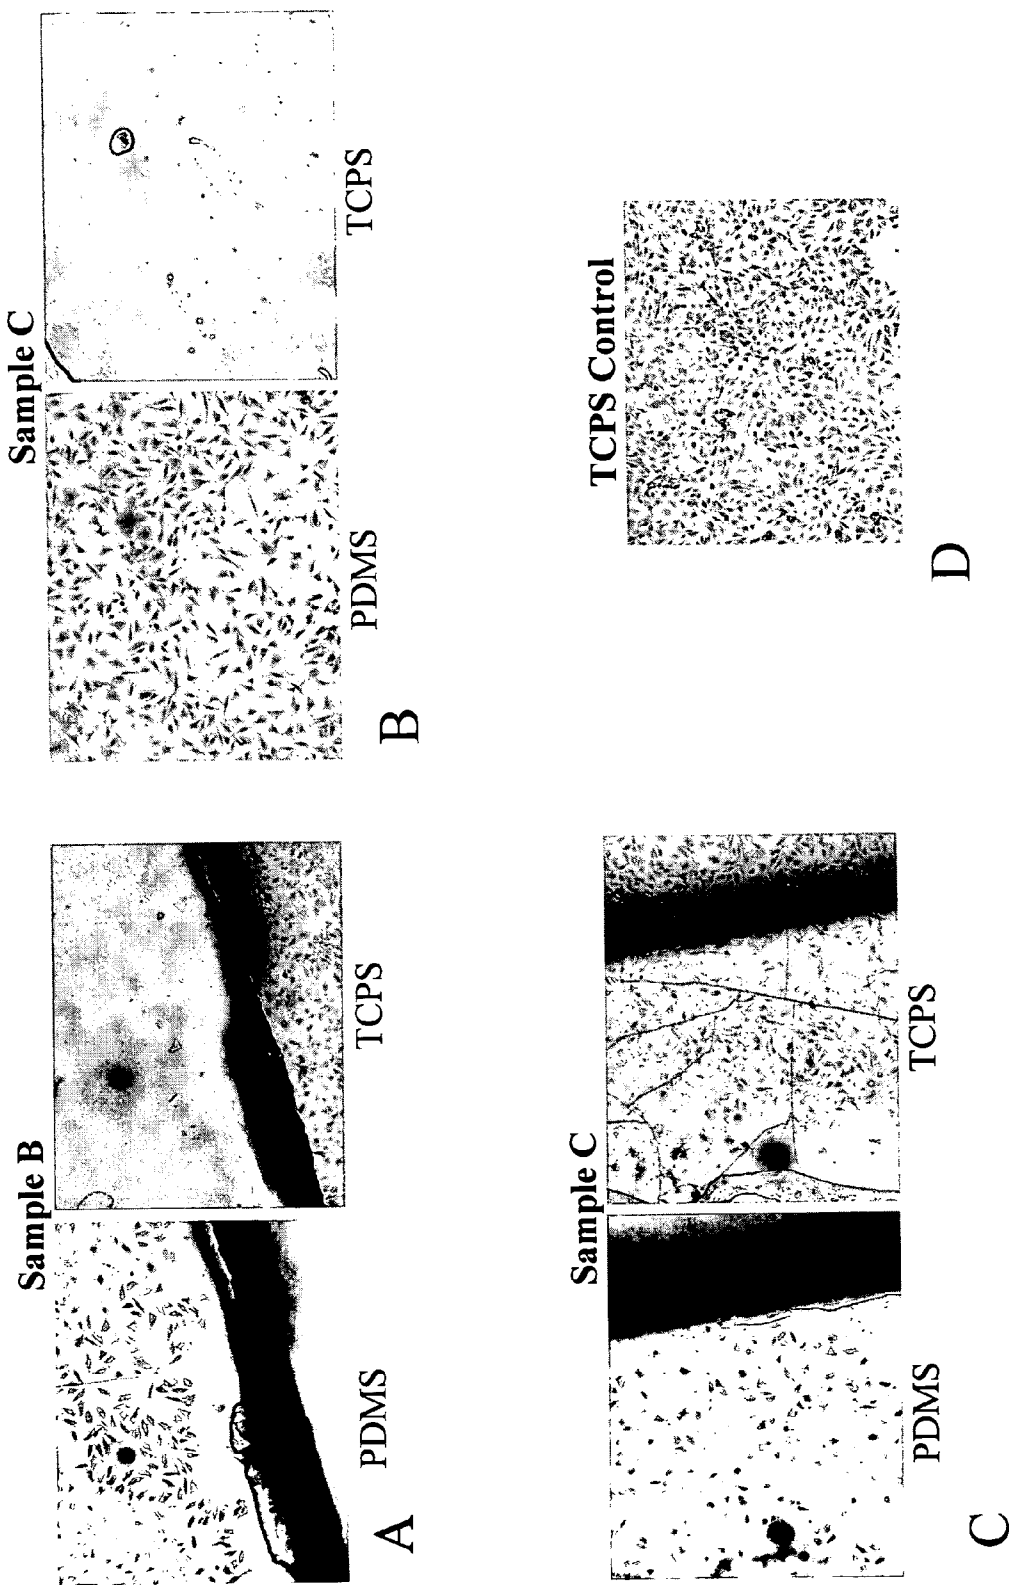 Sample B
PDMS
TCPS
A
Sample C
PDMS
TCPS
B
Sample C
PDMS
TCPS
C
TCPS Control
D